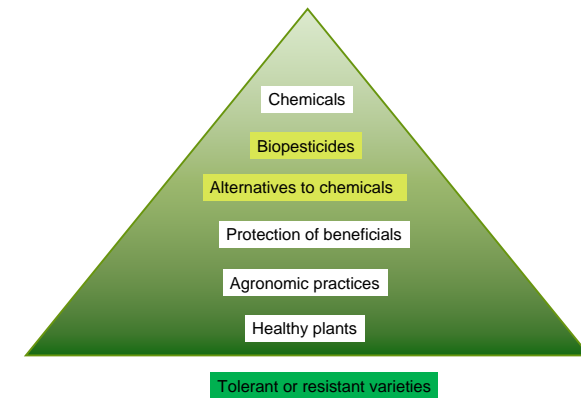 Chemicals
Biopesticides
Alternatives to chemicals
Protection of beneficials
Agronomic practices
Healthy plants
Tolerant or resistant varieties